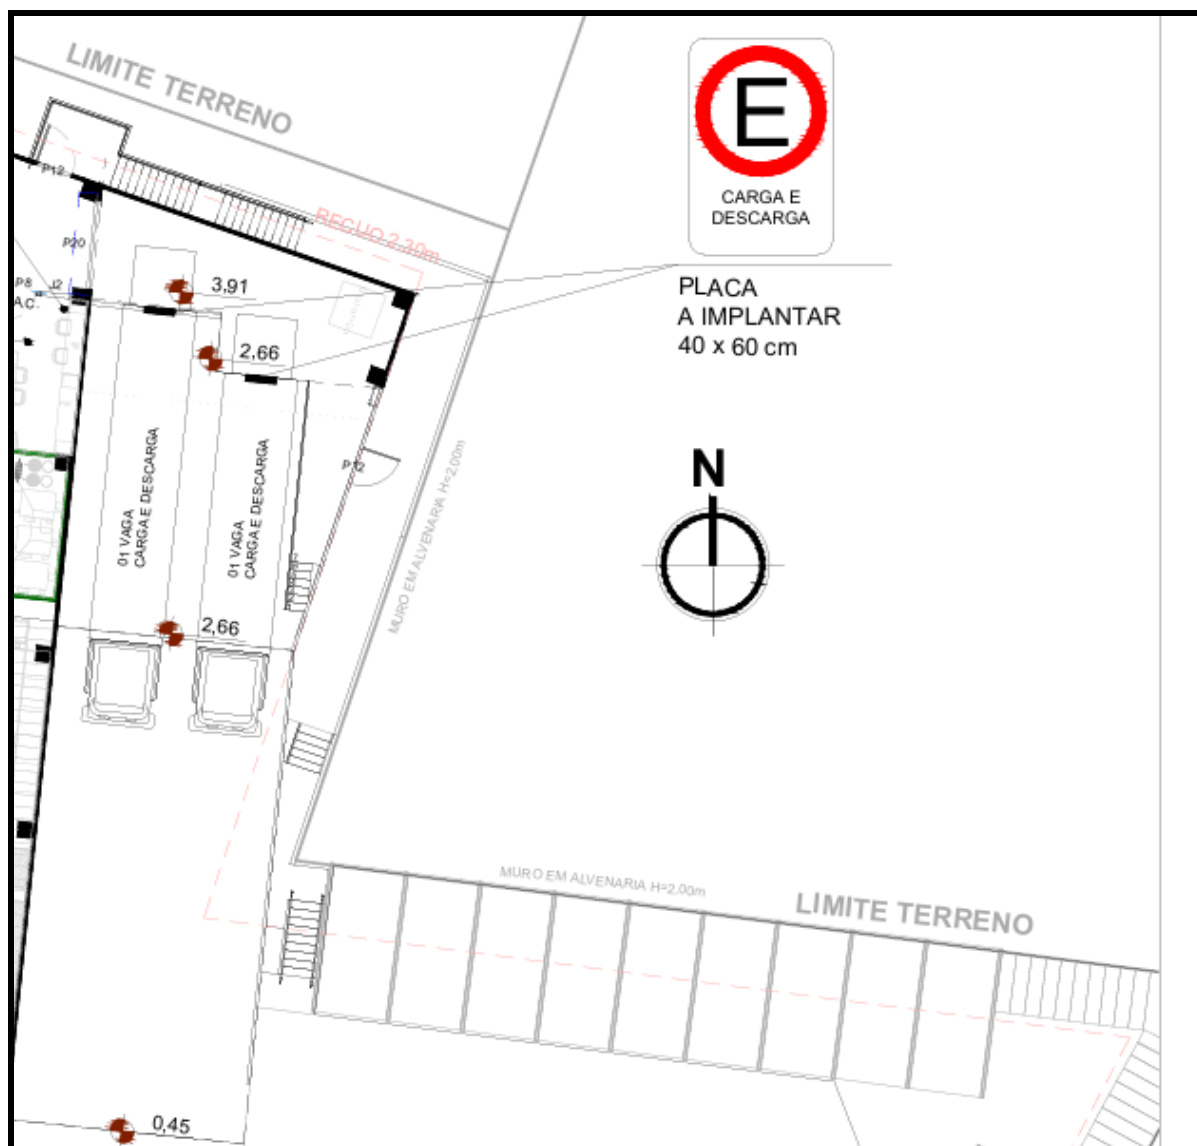 LIMITE TERRENO
E
CARGA E
DESCARGA
P12
RECUO 2,30m
P20
P8
J2
A.C.
3,91
PLACA
A IMPLANTAR
40 x 60 cm
2,66
01 VAGA
CARGA E DESCARGA
01 VAGA
CARGA E DESCARGA
P12
MURO EM ALVENARIA H=2,00m
N
2,66
MURO EM ALVENARIA H=2,00m
LIMITE TERRENO
0,45